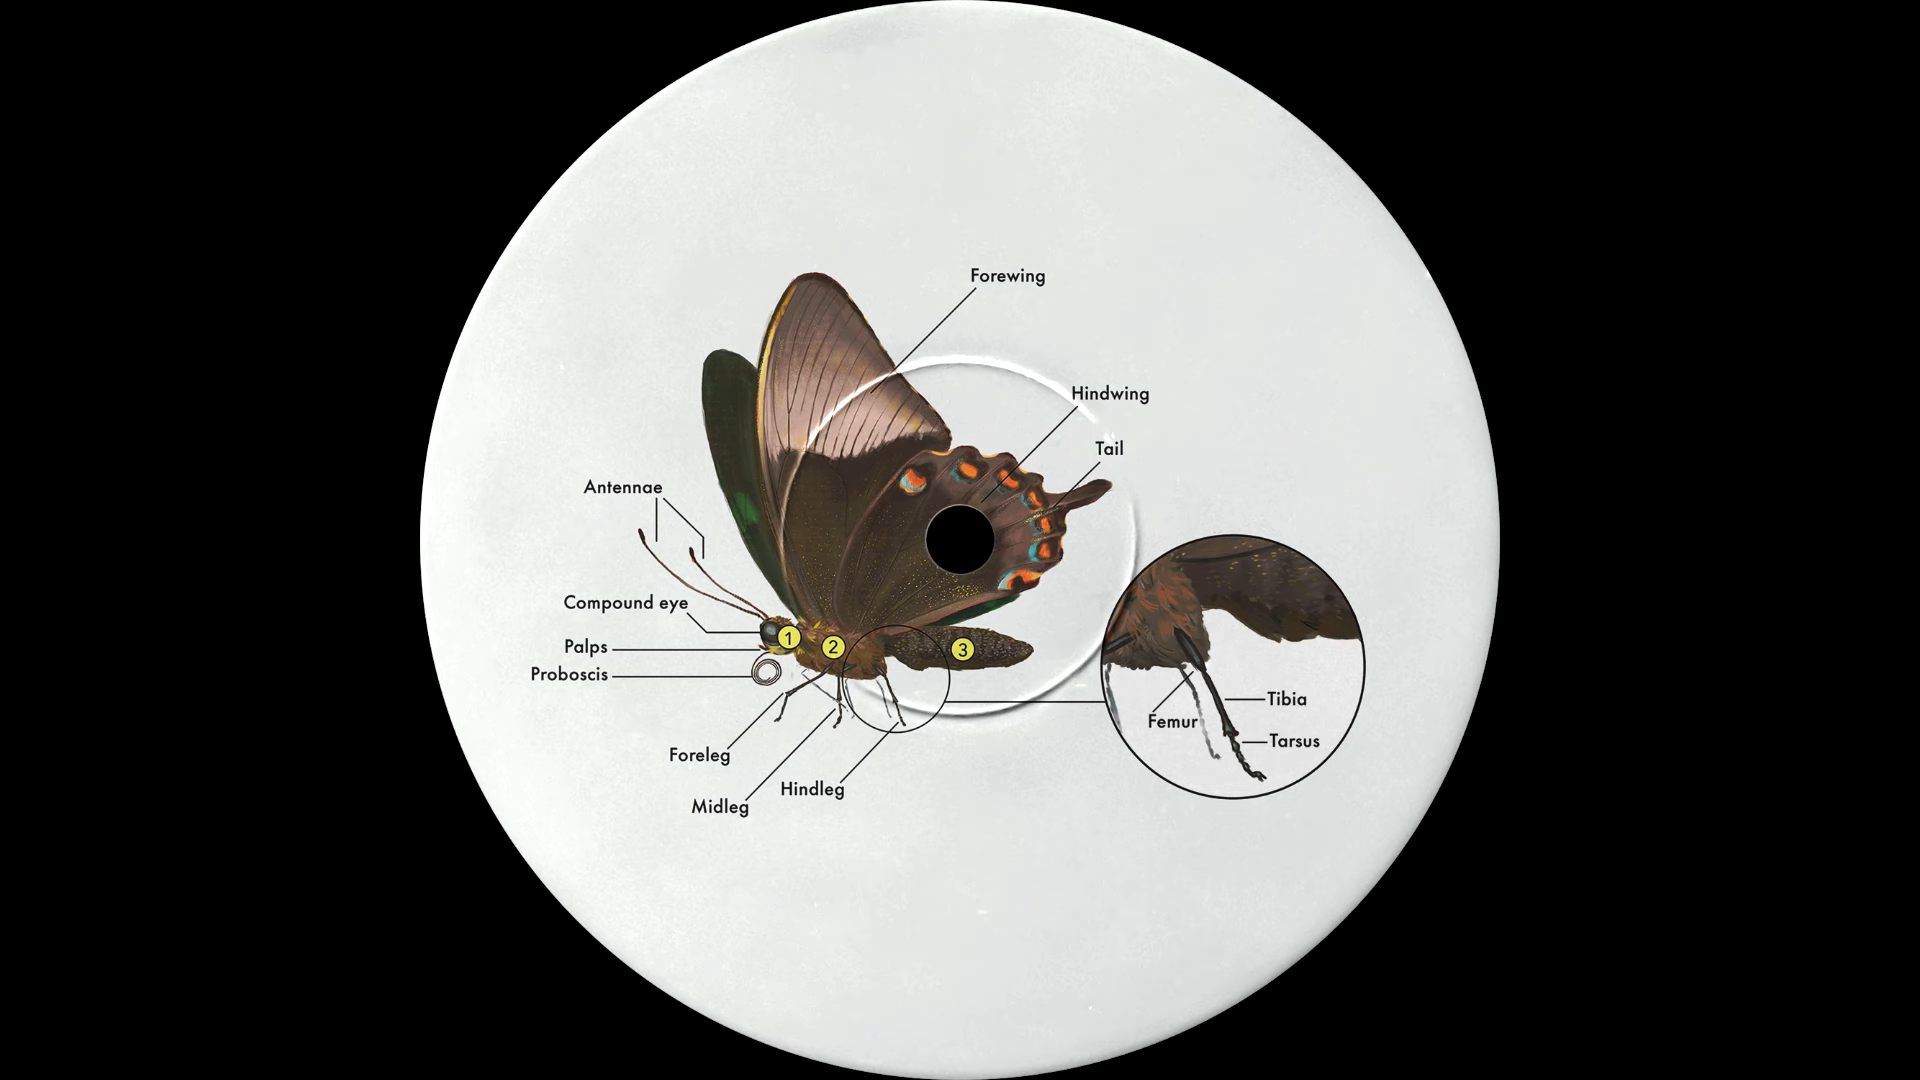 Forewing
Hindwing
Tail
Antennae
Compound eye
Palps
Proboscis
1
2
3
Foreleg
Midleg
Hindleg
Femur
Tibia
Tarsus